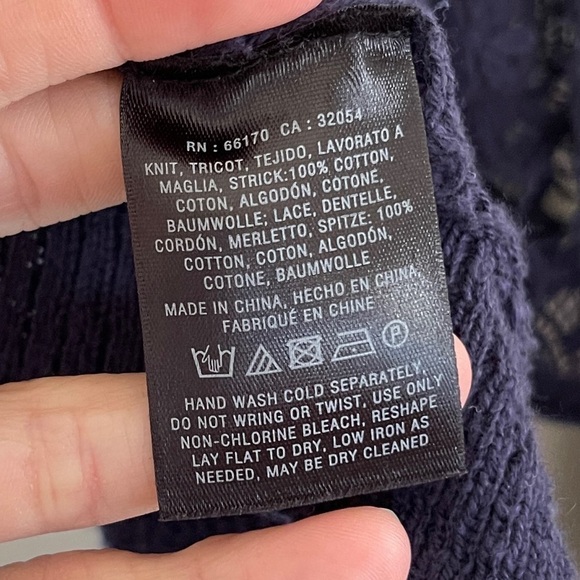 RN : 66170 CA : 32054
KNIT, TRICOT, TEJIDO, LAVORATO A
MAGLIA, STRICK:100% COTTON,
COTON, ALGODÓN, COTONE,
BAUMWOLLE; LACE, DENTELLE,
CORDÓN, MERLETTO, SPITZE: 100%
COTTON, COTON, ALGODÓN,
COTONE, BAUMWOLLE
MADE IN CHINA, HECHO EN CHINA,
FABRIQUÉ EN CHINE
P
HAND WASH COLD SEPARATELY,
DO NOT WRING OR TWIST, USE ONLY
NON-CHLORINE BLEACH, RESHAPE
LAY FLAT TO DRY, LOW IRON AS
NEEDED, MAY BE DRY CLEANED